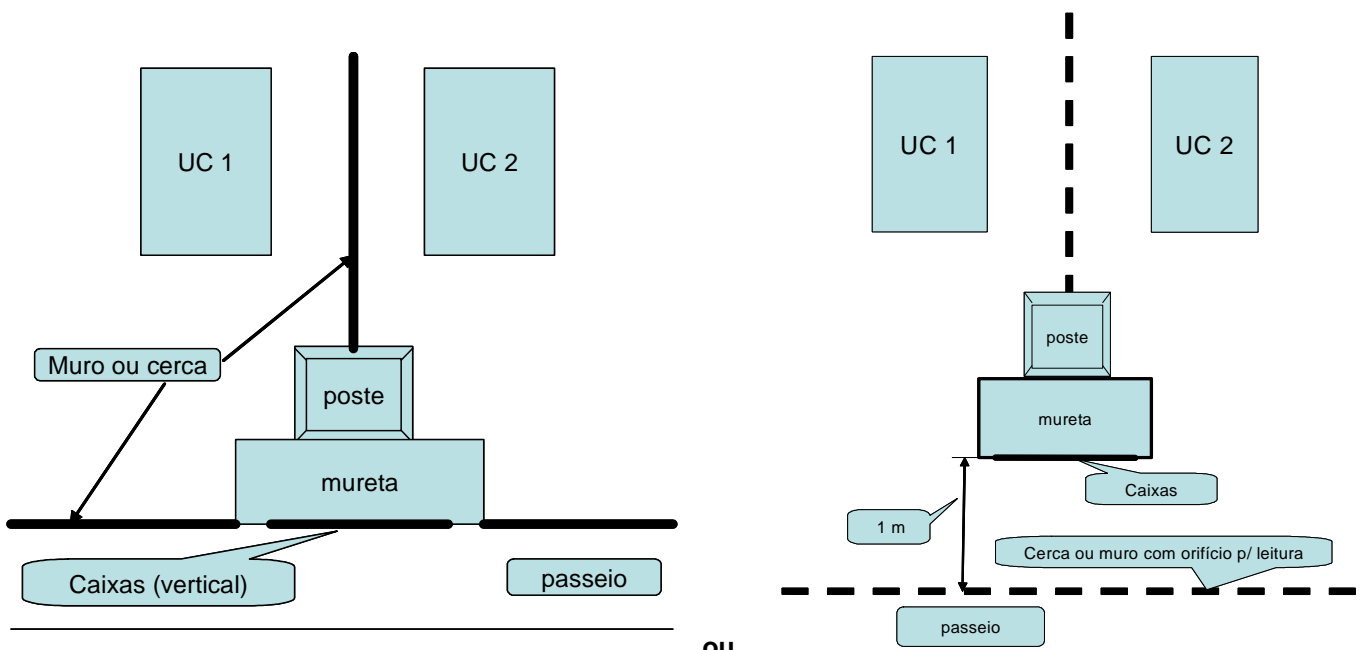 UC 1
UC 2
Muro ou cerca
poste
mureta
Caixas (vertical)
passeio
ou
UC 1
UC 2
poste
mureta
Caixas
1 m
Cerca ou muro com orifício p/ leitura
passeio